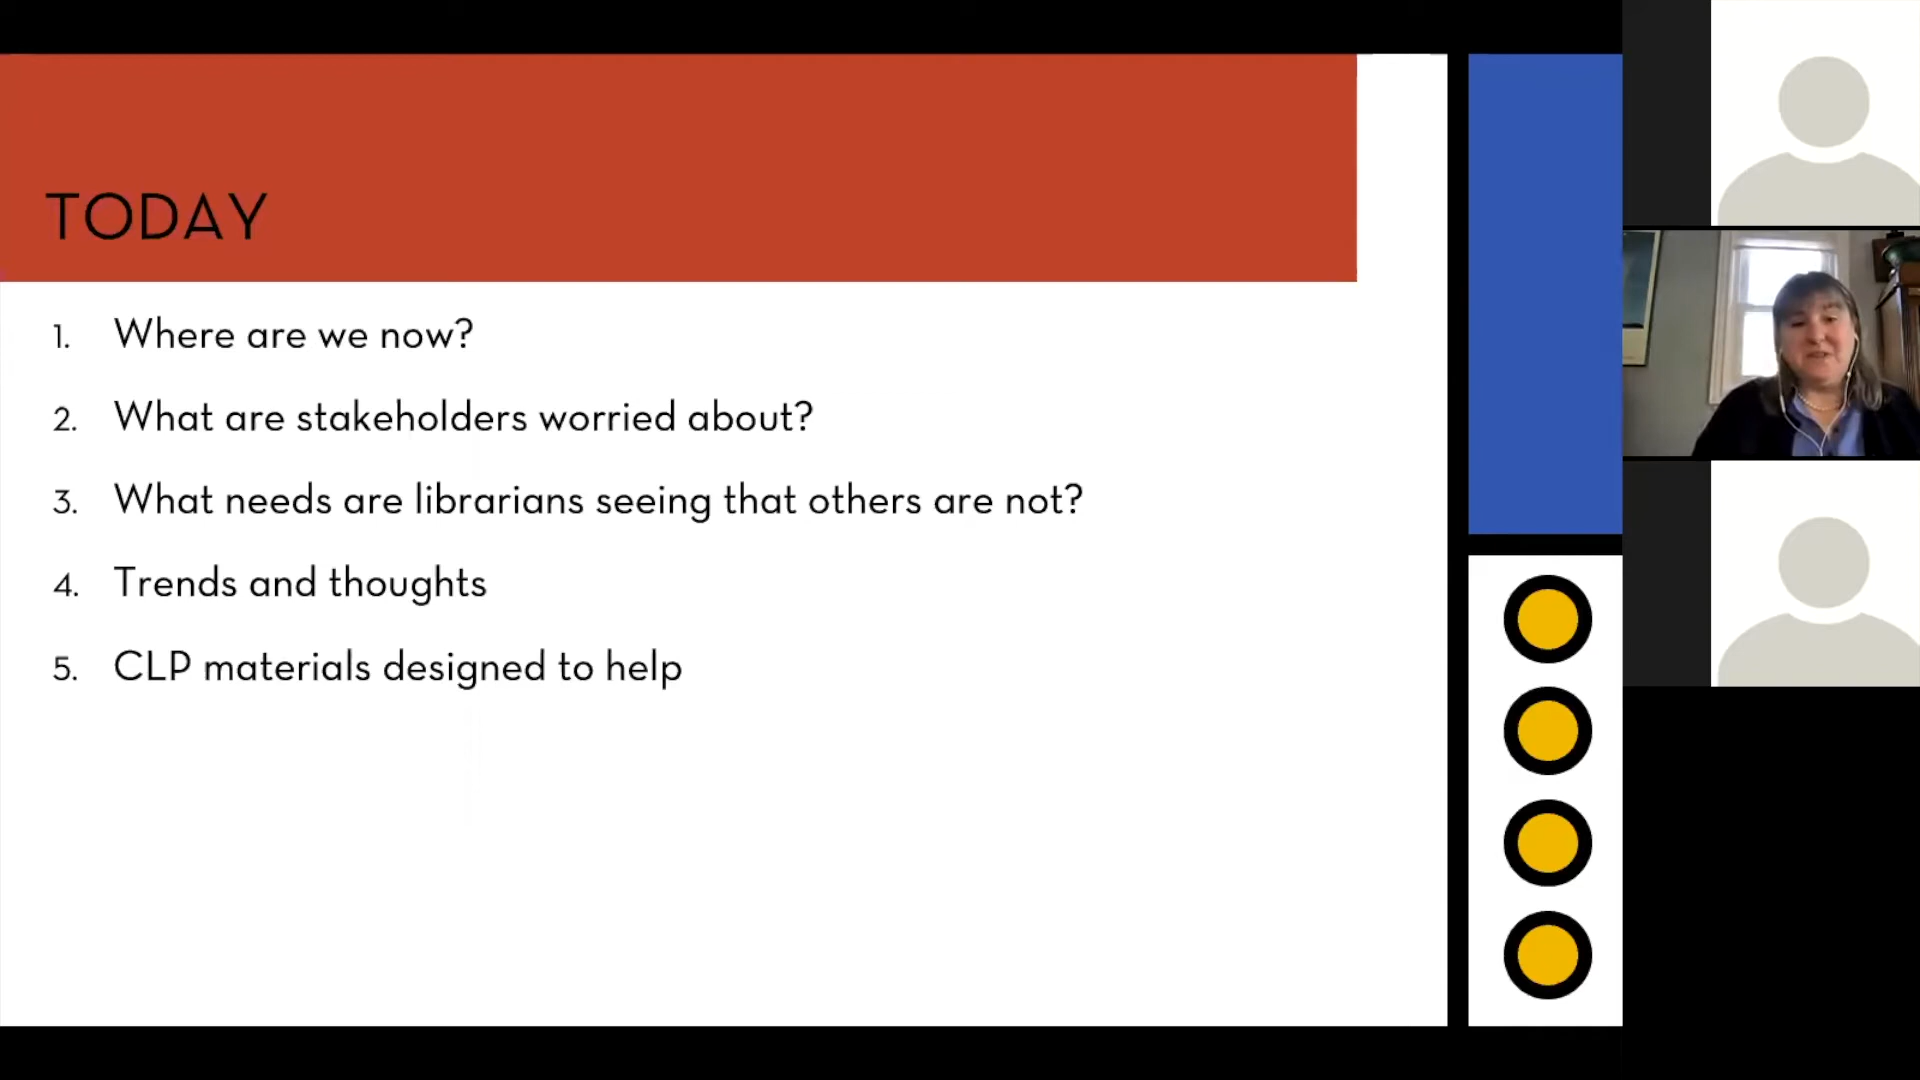 TODAY
1. Where are we now?
2. What are stakeholders worried about?
3. What needs are librarians seeing that others are not?
4. Trends and thoughts
5. CLP materials designed to help